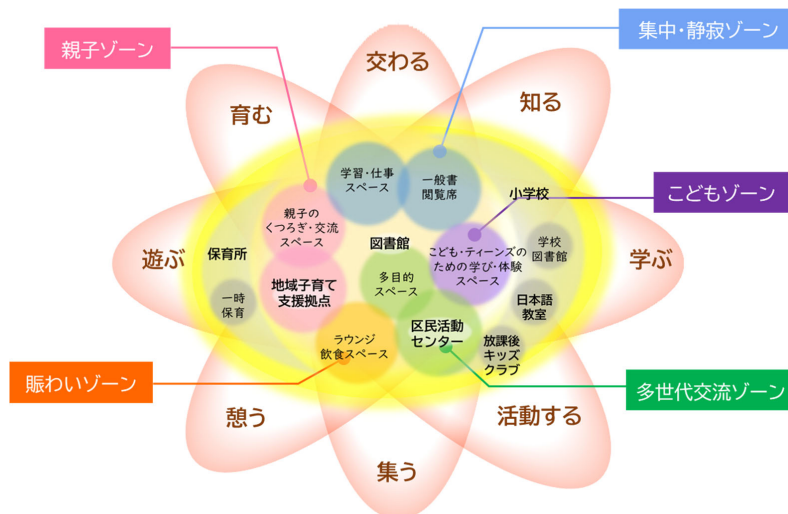 親子ゾーン
集中・静寂ゾーン
交わる
育む
知る
学習・仕事
スペース
一般書
閲覧席
小学校
こどもゾーン
親子の
くつろぎ・交流
スペース
図書館
こども・ティーンズの
ための学び・体験
スペース
学校
図書館
遊ぶ
保育所
学ぶ
地域子育て
支援拠点
多目的
スペース
一時
保育
日本語
教室
ラウンジ
飲食スペース
区民活動
センター
放課後
キッズ
クラブ
賑わいゾーン
多世代交流ゾーン
憩う
活動する
集う